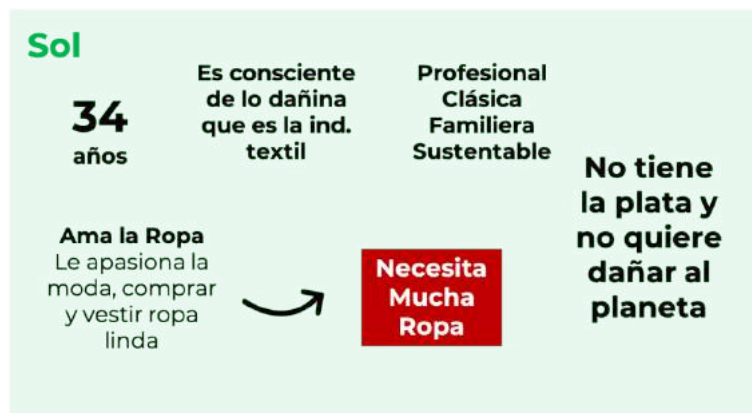 Sol
34
años
Es consciente
de lo dañina
que es la ind.
textil
Profesional
Clásica
Familiera
Sustentable
No tiene
la plata y
no quiere
dañar al
planeta
Ama la Ropa
Le apasiona la
moda, comprar
y vestir ropa
linda
Necesita
Mucha
Ropa